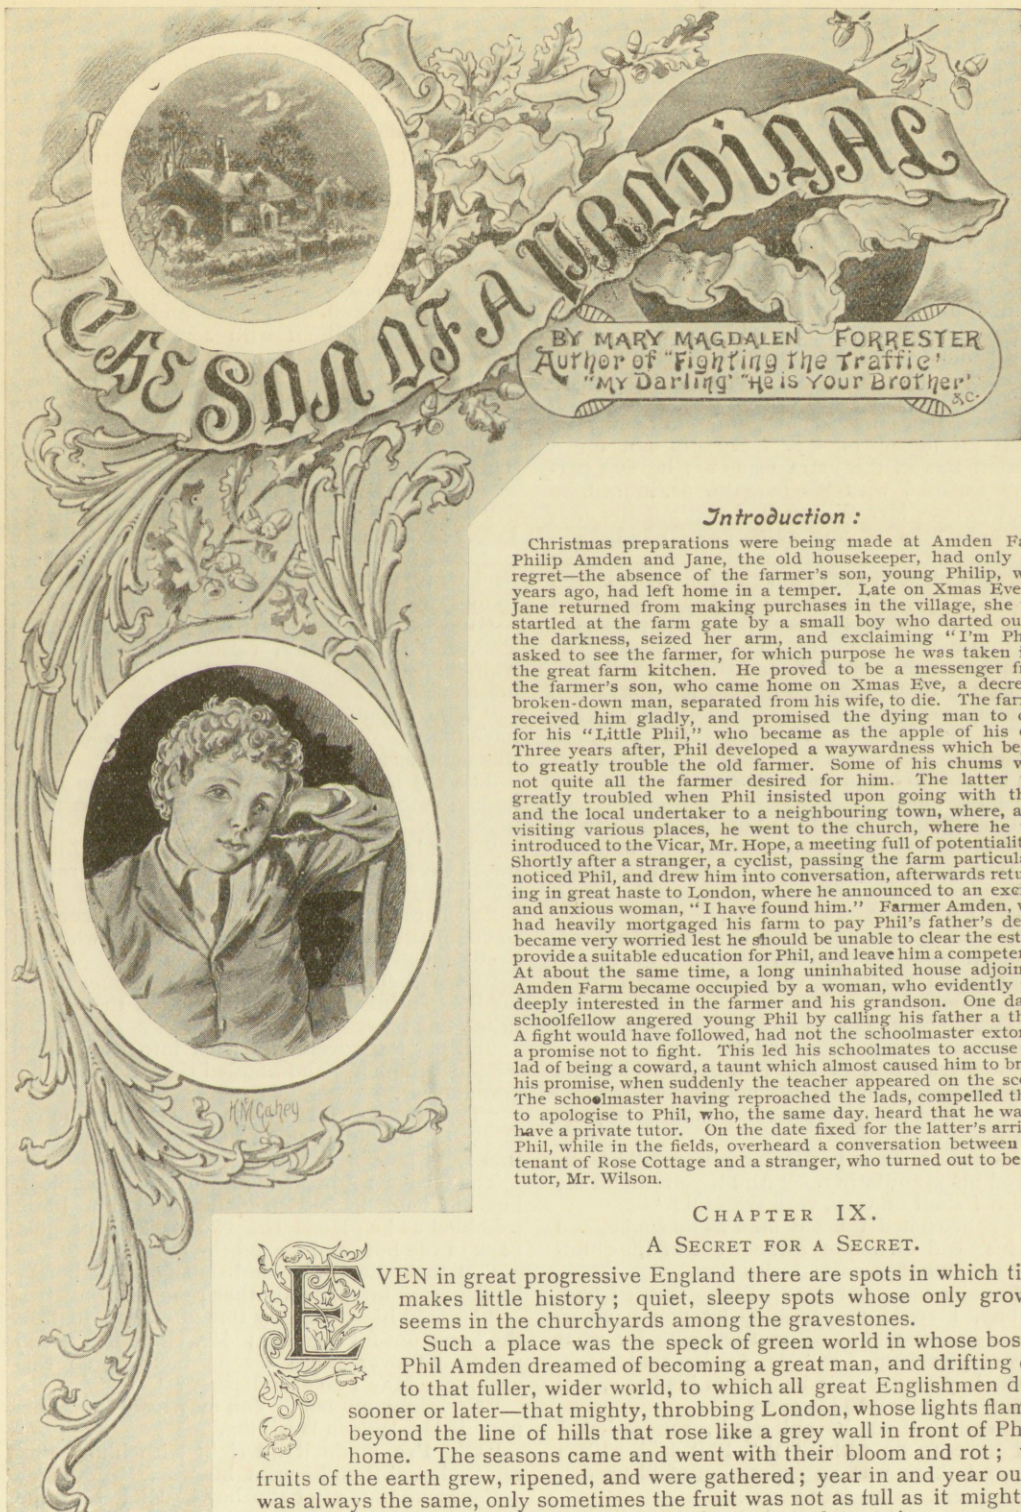 THE SON OF A PRODIGAL
BY MARY MAGDALEN FORRESTER
Author of "Fighting the Traffic'
"MY Darling' "He is Your Brother'
&C.
Introduction :
Christmas preparations were being made at Amden
Philip Amden and Jane, the old housekeeper, had only
regret—the absence of the farmer's son, young Philip,
years ago, had left home in a temper. Late on Xmas Eve
Jane returned from making purchases in the village, she
startled at the farm gate by a small boy who darted ou
the darkness, seized her arm, and exclaiming "I'm Ph
asked to see the farmer, for which purpose he was taken
the great farm kitchen. He proved to be a messenger
the farmer's son, who came home on Xmas Eve, a decre
broken-down man, separated from his wife, to die. The far
received him gladly, and promised the dying man to
for his "Little Phil," who became as the apple of his
Three years after, Phil developed a waywardness which be
to greatly trouble the old farmer. Some of his chums
not quite all the farmer desired for him. The latter
greatly troubled when Phil insisted upon going with th
and the local undertaker to a neighbouring town, where, a
visiting various places, he went to the church, where he
introduced to the Vicar, Mr. Hope, a meeting full of potentialit
Shortly after a stranger, a cyclist, passing the farm particul
noticed Phil, and drew him into conversation, afterwards retu
ing in great haste to London, where he announced to an exc
and anxious woman, "I have found him." Farmer Amden,
had heavily mortgaged his farm to pay Phil's father's de
became very worried lest he should be unable to clear the est
provide a suitable education for Phil, and leave him a compete
At about the same time, a long uninhabited house adjoin
Amden Farm became occupied by a woman, who evidently
deeply interested in the farmer and his grandson. One da
schoolfellow angered young Phil by calling his father a th
A fight would have followed, had not the schoolmaster extor
a promise not to fight. This led his schoolmates to accuse
lad of being a coward, a taunt which almost caused him to br
his promise, when suddenly the teacher appeared on the sc
The schoolmaster having reproached the lads, compelled th
to apologise to Phil, who, the same day, heard that he wa
have a private tutor. On the date fixed for the latter's arri
Phil, while in the fields, overheard a conversation between
tenant of Rose Cottage and a stranger, who turned out to be
tutor, Mr. Wilson.
CHAPTER IX.
A SECRET FOR A SECRET.
EVEN in great progressive England there are spots in which ti
makes little history ; quiet, sleepy spots whose only grow
seems in the churchyards among the gravestones.
Such a place was the speck of green world in whose bos
Phil Amden dreamed of becoming a great man, and drifting
to that fuller, wider world, to which all great Englishmen d
sooner or later—that mighty, throbbing London, whose lights flam
beyond the line of hills that rose like a grey wall in front of Ph
home. The seasons came and went with their bloom and rot ;
fruits of the earth grew, ripened, and were gathered ; year in and year ou
was always the same, only sometimes the fruit was not as full as it might